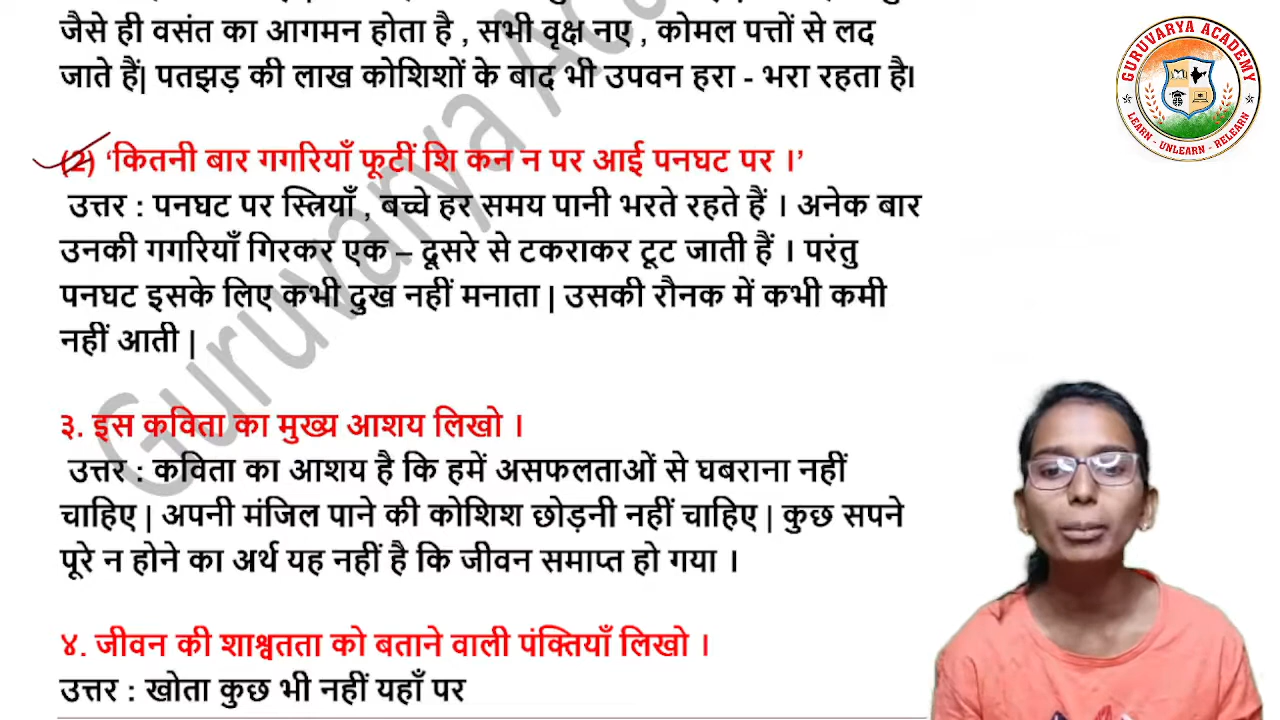 जैसे ही वसंत का आगमन होता है , सभी वृक्ष नए , कोमल पत्तों से लद
जाते हैं| पतझड़ की लाख कोशिशों के बाद भी उपवन हरा - भरा रहता है।
(2) ‘कितनी बार गगरियाँ फूटीं शि कन न पर आई पनघट पर ।’
उत्तर : पनघट पर स्त्रियाँ , बच्चे हर समय पानी भरते रहते हैं । अनेक बार
उनकी गगरियाँ गिरकर एक – दूसरे से टकराकर टूट जाती हैं । परंतु
पनघट इसके लिए कभी दुख नहीं मनाता | उसकी रौनक में कभी कमी
नहीं आती |
३. इस कविता का मुख्य आशय लिखो ।
उत्तर : कविता का आशय है कि हमें असफलताओं से घबराना नहीं
चाहिए | अपनी मंजिल पाने की कोशिश छोड़नी नहीं चाहिए | कुछ सपने
पूरे न होने का अर्थ यह नहीं है कि जीवन समाप्त हो गया ।
४. जीवन की शाश्वतता को बताने वाली पंक्तियाँ लिखो ।
उत्तर : खोता कुछ भी नहीं यहाँ पर
GURUVARYA ACADEMY
LEARN - UNLEARN - RELEARN
Guruvarya Aca